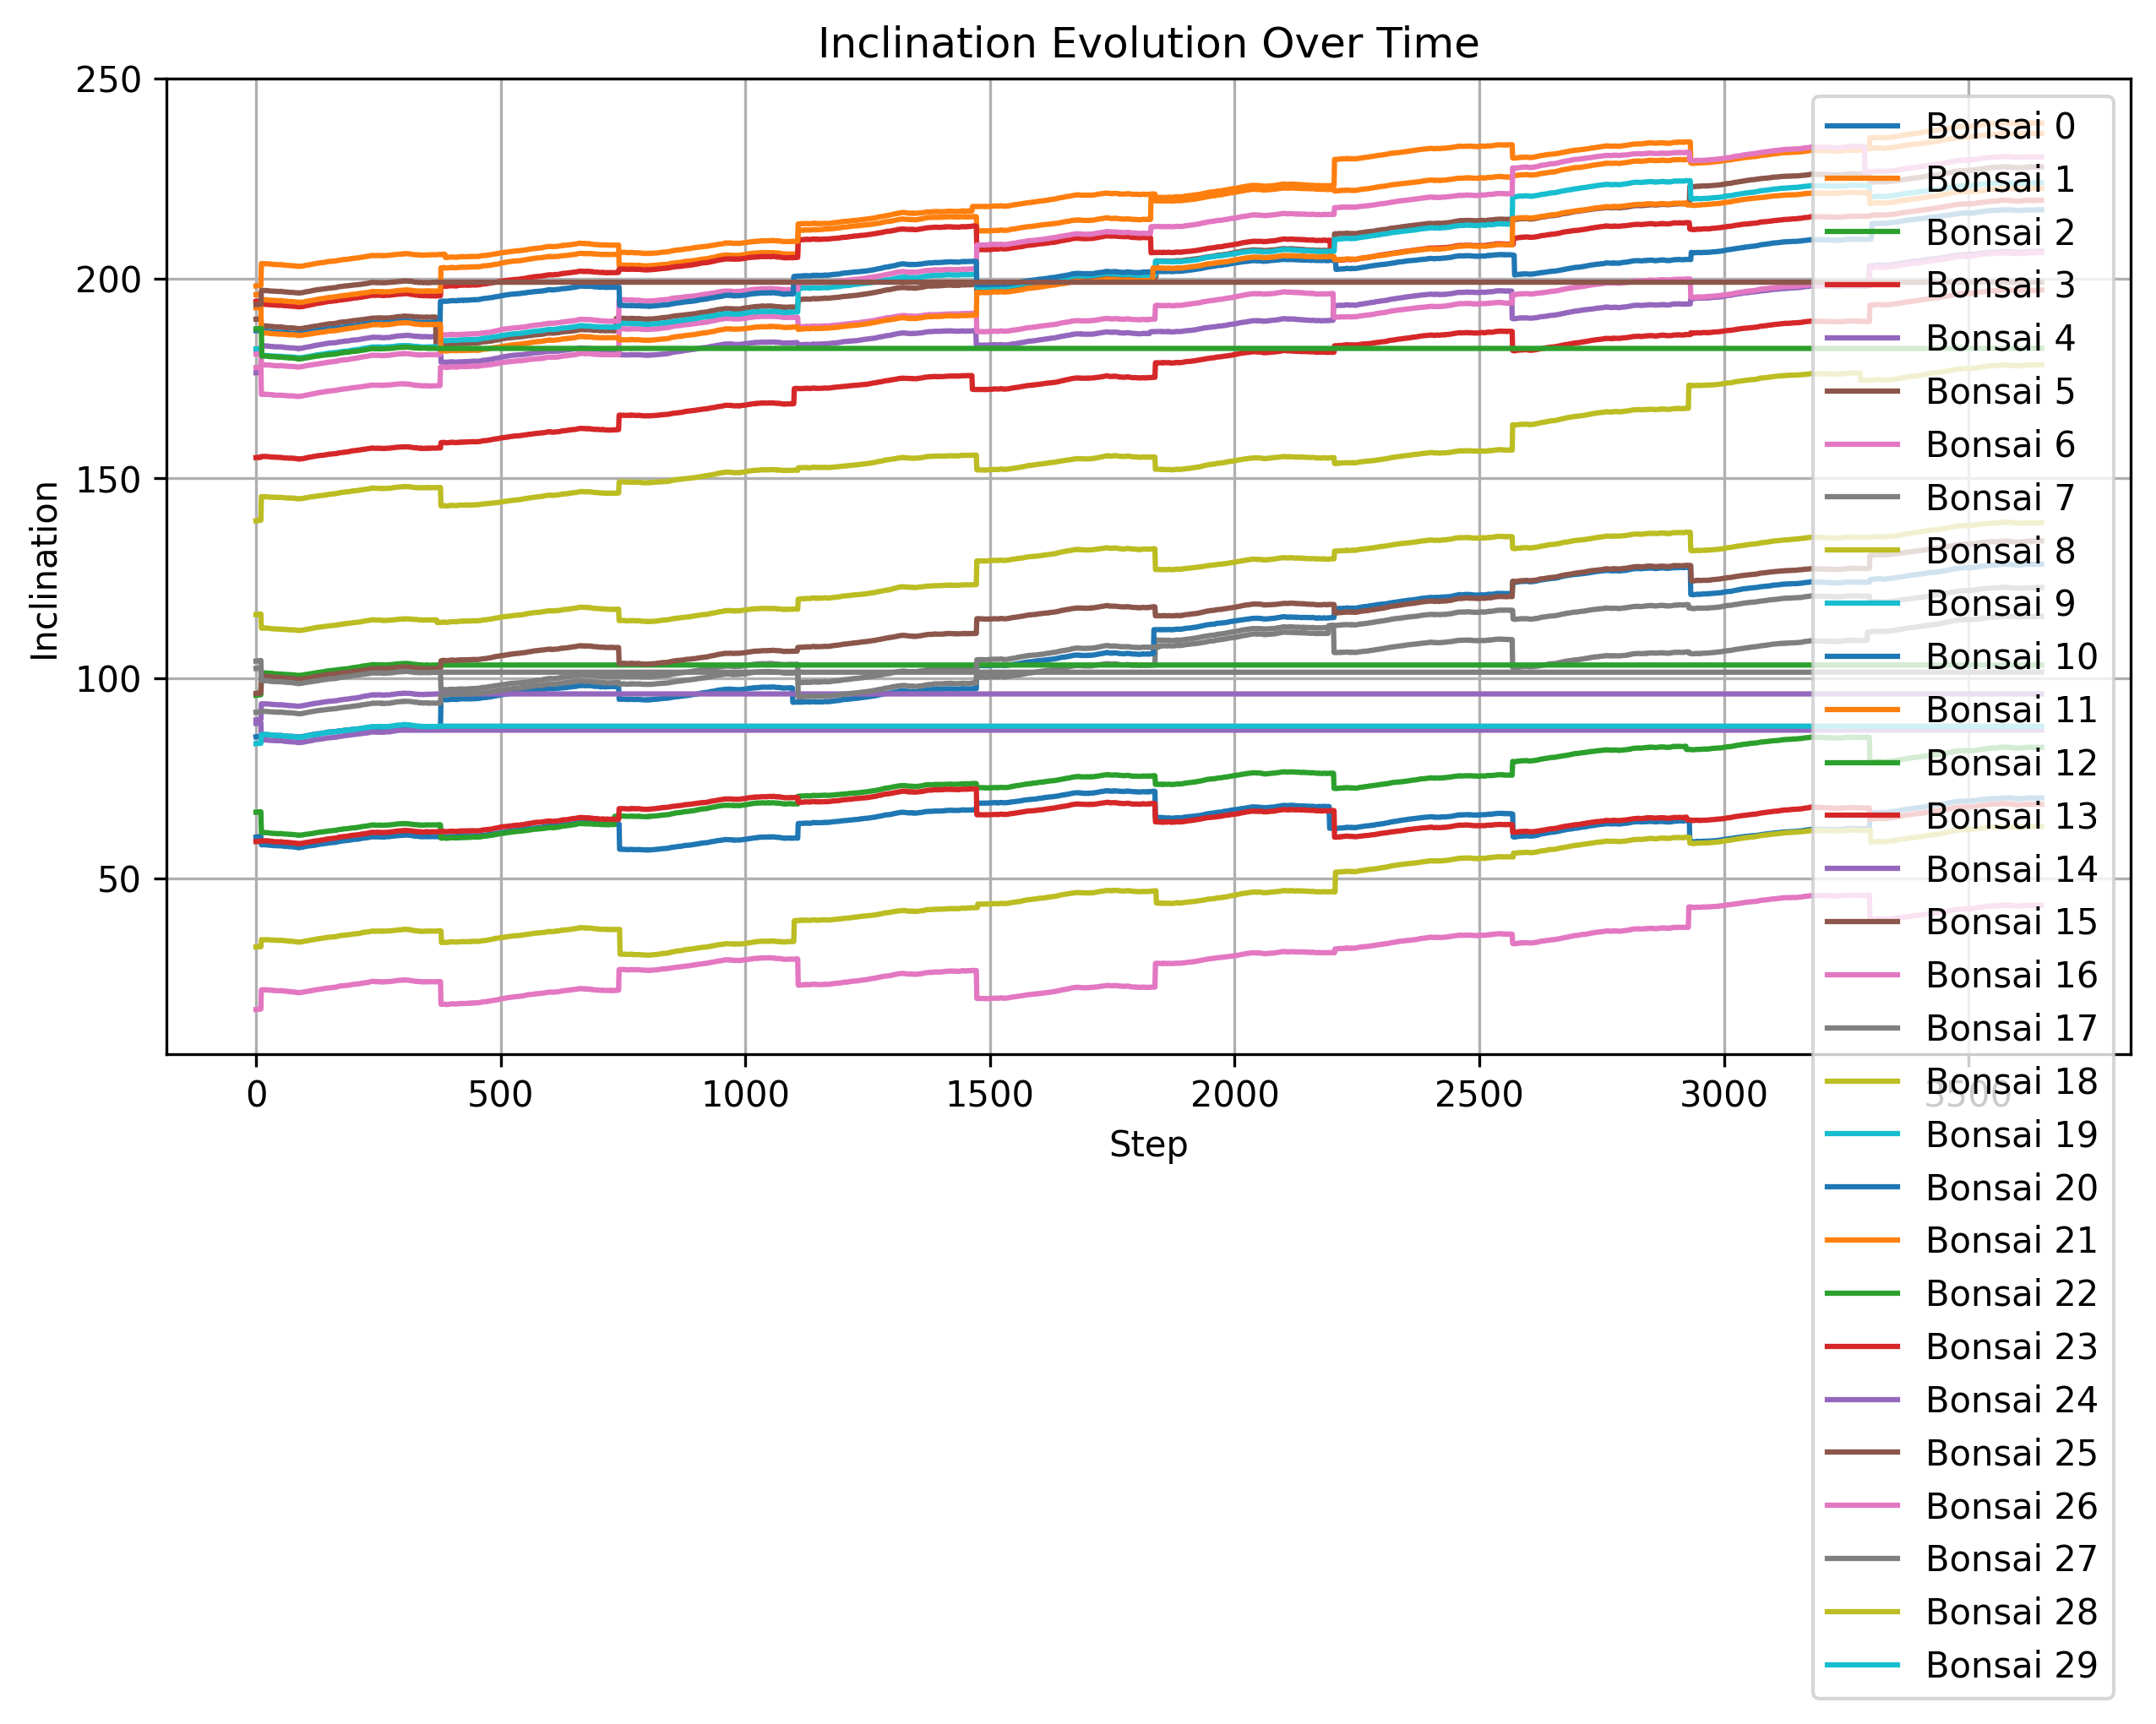 Inclination Evolution Over Time
250
200
150
100
50
Inclination
0
500
1000
1500
2000
2500
3000
3500
Step
Bonsai 0
Bonsai 1
Bonsai 2
Bonsai 3
Bonsai 4
Bonsai 5
Bonsai 6
Bonsai 7
Bonsai 8
Bonsai 9
Bonsai 10
Bonsai 11
Bonsai 12
Bonsai 13
Bonsai 14
Bonsai 15
Bonsai 16
Bonsai 17
Bonsai 18
Bonsai 19
Bonsai 20
Bonsai 21
Bonsai 22
Bonsai 23
Bonsai 24
Bonsai 25
Bonsai 26
Bonsai 27
Bonsai 28
Bonsai 29